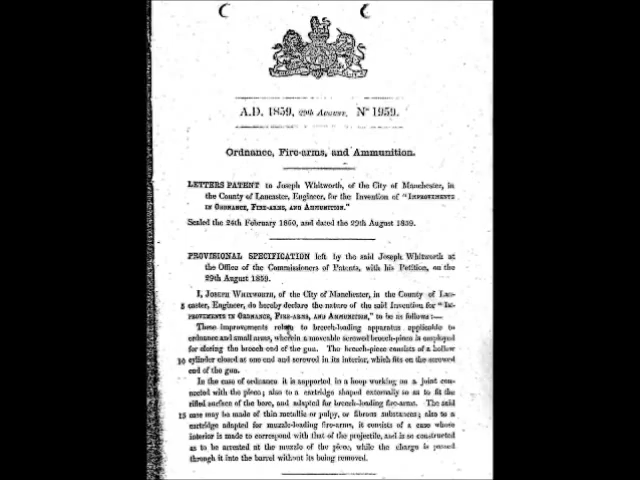 A.D. 1859, 29th August. Nº 1959.
Ordnance, Fire-arms, and Ammunition.
LETTERS PATENT to Joseph Whitworth, of the City of Manchester, in
the County of Lancaster, Engineer, for the Invention of "IMPROVEMENTS
IN ORDNANCE, FIRE-ARMS, AND AMMUNITION."
Sealed the 24th February 1860, and dated the 29th August 1859.
PROVISIONAL SPECIFICATION left by the said Joseph Whitworth at
the Office of the Commissioners of Patents, with his Petition, on the
29th August 1859.
I, JOSEPH WHITWORTH, of the City of Manchester, in the County of Lan-
5 caster, Engineer, do hereby declare the nature of the said Invention for "IM-
PROVEMENTS IN ORDNANCE, FIRE-ARMS, AND AMMUNITION," to be as follows:—
These improvements relate to breech-loading apparatus applicable to
ordnance and small arms, wherein a moveable screwed breech-piece is employed
for closing the breech end of the gun. The breech-piece consists of a hollow
10 cylinder closed at one end and screwed in its interior, which fits on the screwed
end of the gun.
In the case of ordnance it is supported in a hoop working on a joint con-
nected with the piece; also to a cartridge shaped externally so as to fit the
rifled surface of the bore, and adapted for breech-loading fire-arms. The said
15 case may be made of thin metallic or pulpy, or fibrous substance; also to a
cartridge adapted for muzzle-loading fire-arms, it consists of a case whose
interior is made to correspond with that of the projectile, and is so constructed
as to be arrested at the muzzle of the piece, while the charge is passed
through it into the barrel without its being removed.